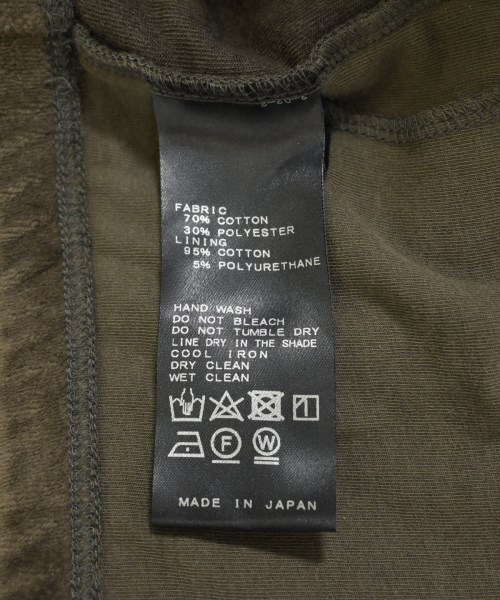 FABRIC
70% COTTON
30% POLYESTER
LINING
95% COTTON
5% POLYURETHANE
HAND WASH
DO NOT BLEACH
DO NOT TUMBLE DRY
LINE DRY IN THE SHADE
COOL IRON
DRY CLEAN
WET CLEAN
F W
MADE IN JAPAN